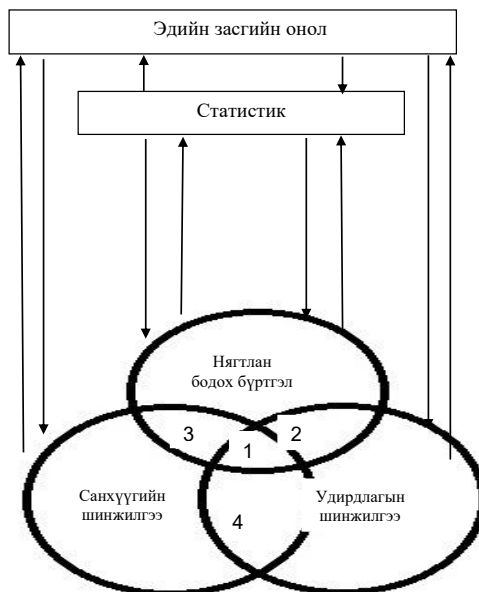 Эдийн засгийн онол
Статистик
Нягтлан
бодох бүртгэл
3
1
2
Санхүүгийн
шинжилгээ
4
Удирдлагын
шинжилгээ